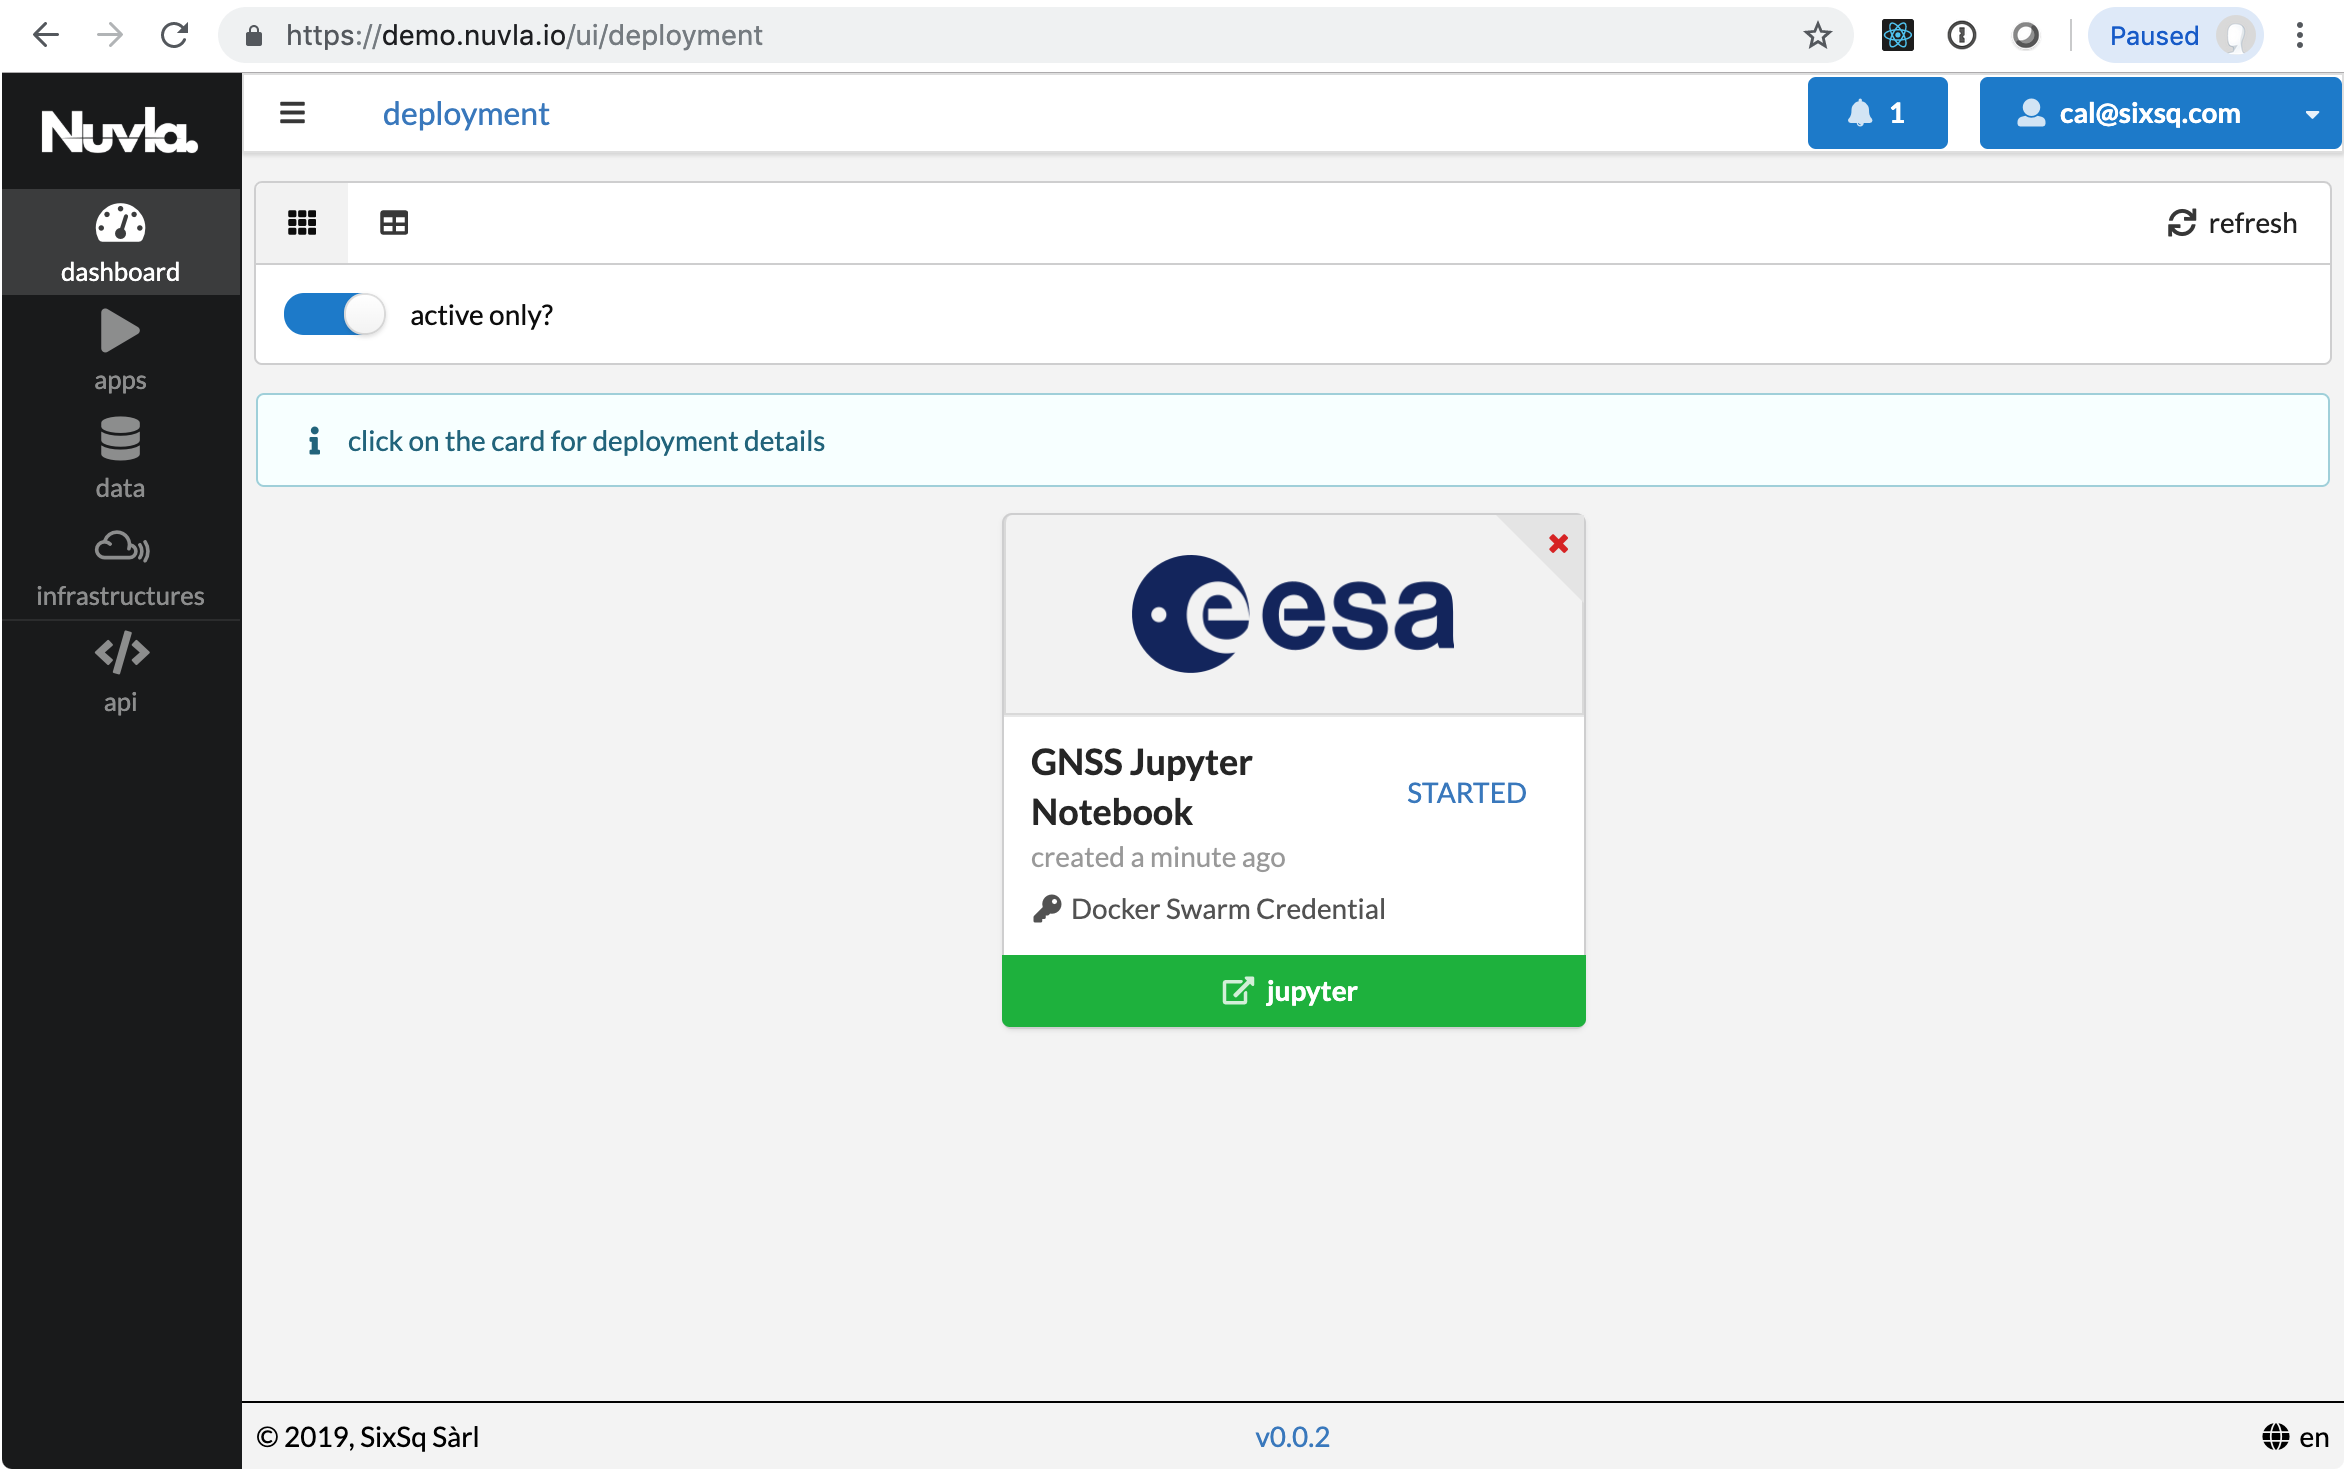 https://demo.nuvla.io/ui/deployment
Paused
Nuvla.
deployment
1
cal@sixsq.com
dashboard
apps
data
infrastructures
api
refresh
active only?
click on the card for deployment details
eesa
GNSS Jupyter
Notebook
STARTED
created a minute ago
Docker Swarm Credential
jupyter
© 2019, SixSq Sàrl
v0.0.2
en